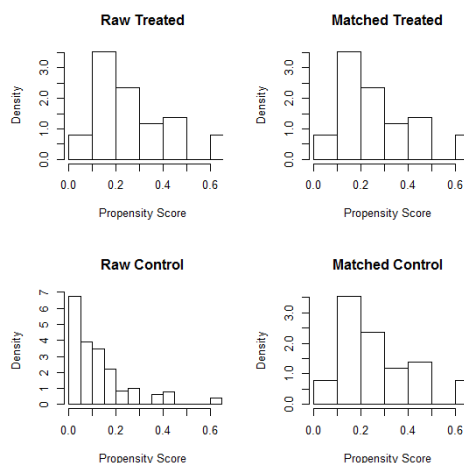 Raw Treated
Density
0.0 1.0 2.0 3.0
0.0 0.2 0.4 0.6
Propensity Score
Matched Treated
Density
0.0 1.0 2.0 3.0
0.0 0.2 0.4 0.6
Propensity Score
Raw Control
Density
0 1 2 3 4 5 6 7
0.0 0.2 0.4 0.6
Propensity Score
Matched Control
Density
0.0 1.0 2.0 3.0
0.0 0.2 0.4 0.6
Propensity Score